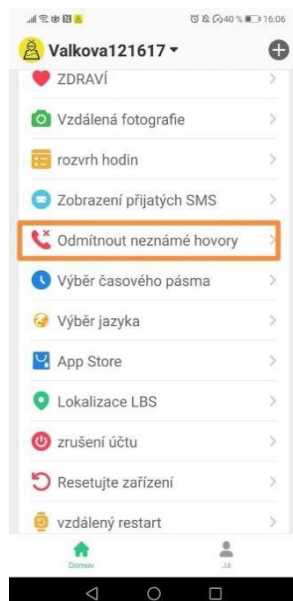 40 % 16:06
Valkova121617
ZDRAVÍ
Vzdálená fotografie
rozvrh hodin
Zobrazení přijatých SMS
Odmítnout neznámé hovory
Výběr časového pásma
Výběr jazyka
App Store
Lokalizace LBS
zrušení účtu
Resetujte zařízení
vzdálený restart
Domov Já